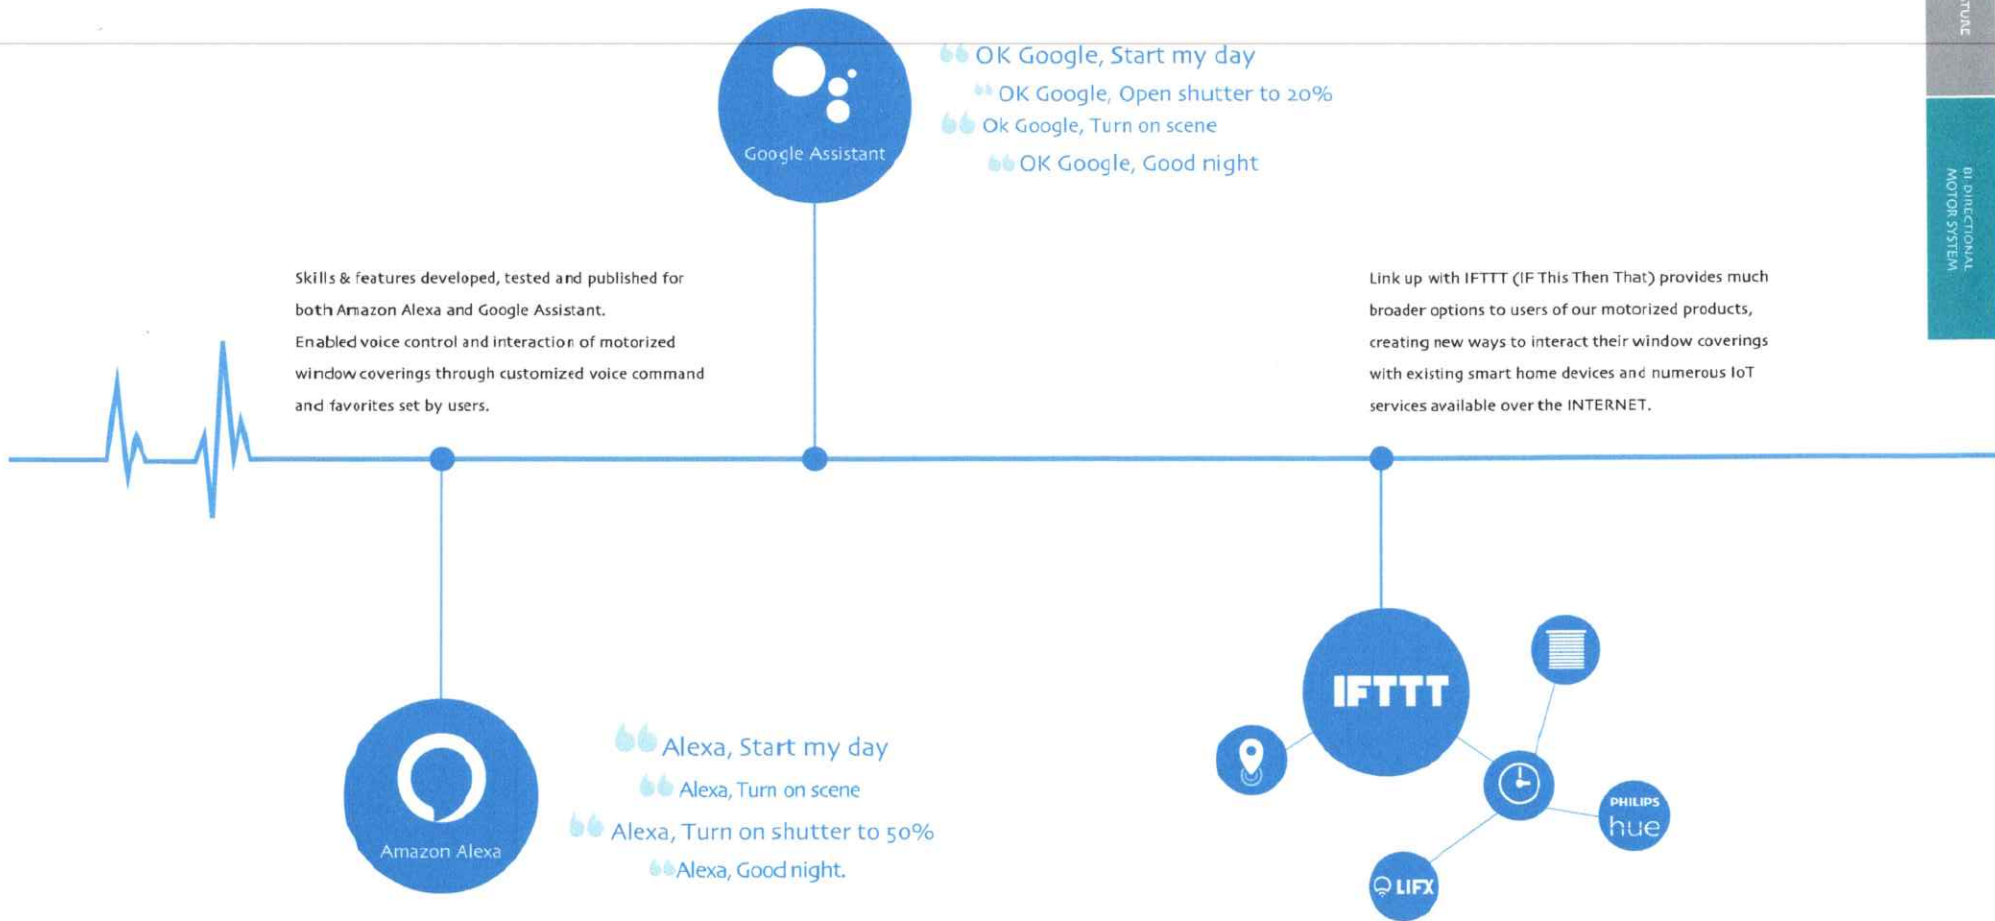 Google Assistant
OK Google, Start my day
OK Google, Open shutter to 20%
Ok Google, Turn on scene
OK Google, Good night
BI-DIRECTIONAL
MOTOR SYSTEM
Skills & features developed, tested and published for
both Amazon Alexa and Google Assistant.
Enabled voice control and interaction of motorized
window coverings through customized voice command
and favorites set by users.
Link up with IFTTT (IF This Then That) provides much
broader options to users of our motorized products,
creating new ways to interact their window coverings
with existing smart home devices and numerous IoT
services available over the INTERNET.
Amazon Alexa
Alexa, Start my day
Alexa, Turn on scene
Alexa, Turn on shutter to 50%
Alexa, Good night.
IFTTT
PHILIPS
hue
LIFX